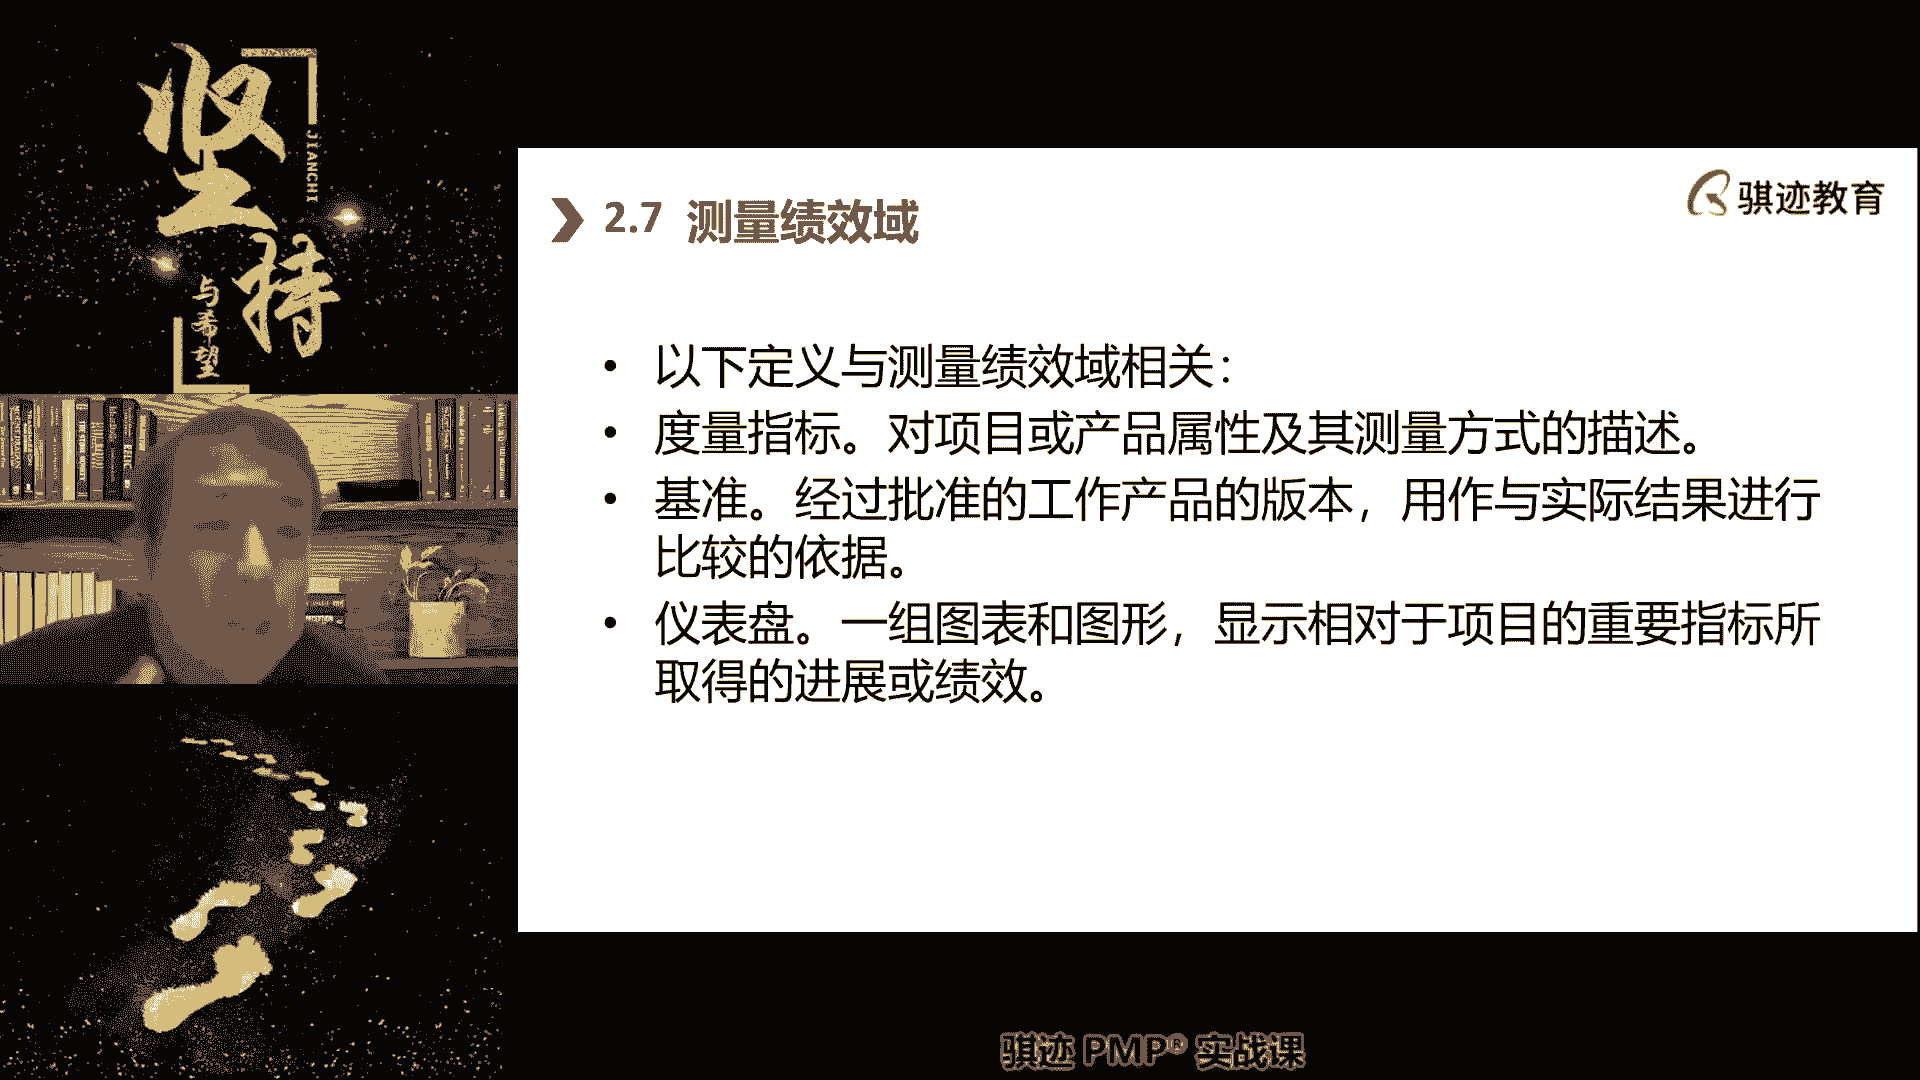 坚持
JIANCHI
与希望
骐迹教育
2.7 测量绩效域
• 以下定义与测量绩效域相关：
• 度量指标。对项目或产品属性及其测量方式的描述。
• 基准。经过批准的工作产品的版本，用作与实际结果进行
比较的依据。
• 仪表盘。一组图表和图形，显示相对于项目的重要指标所
取得的进展或绩效。
骐迹 PMP® 实战课